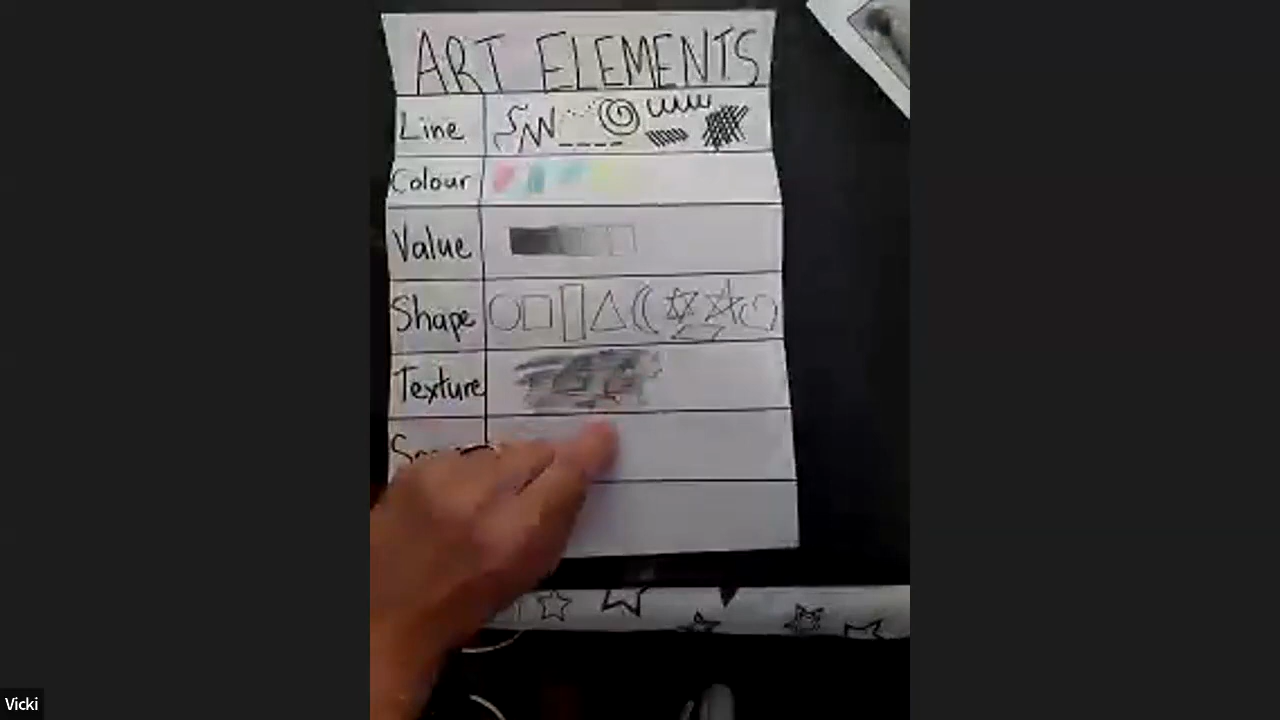 ART ELEMENTS
Line
Colour
Value
Shape
Texture
Vicki